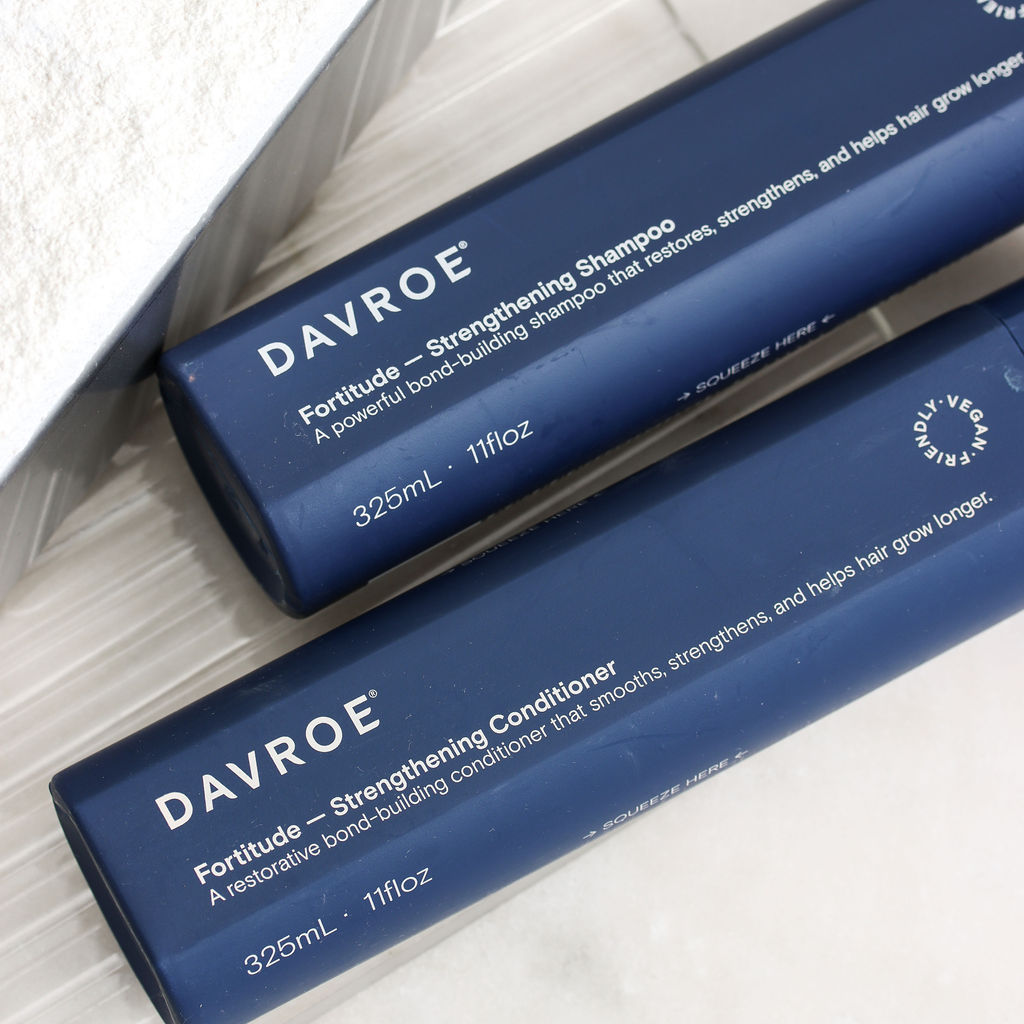 DAVROE®
Fortitude — Strengthening Shampoo
A powerful bond-building shampoo that restores, strengthens, and helps hair grow longer.
325mL · 11floz
→ SQUEEZE HERE ←
SQUEEZE HERE
VEGAN·FRIENDLY·
DAVROE®
Fortitude — Strengthening Conditioner
A restorative bond-building conditioner that smooths, strengthens, and helps hair grow longer.
325mL · 11floz
→ SQUEEZE HERE ←